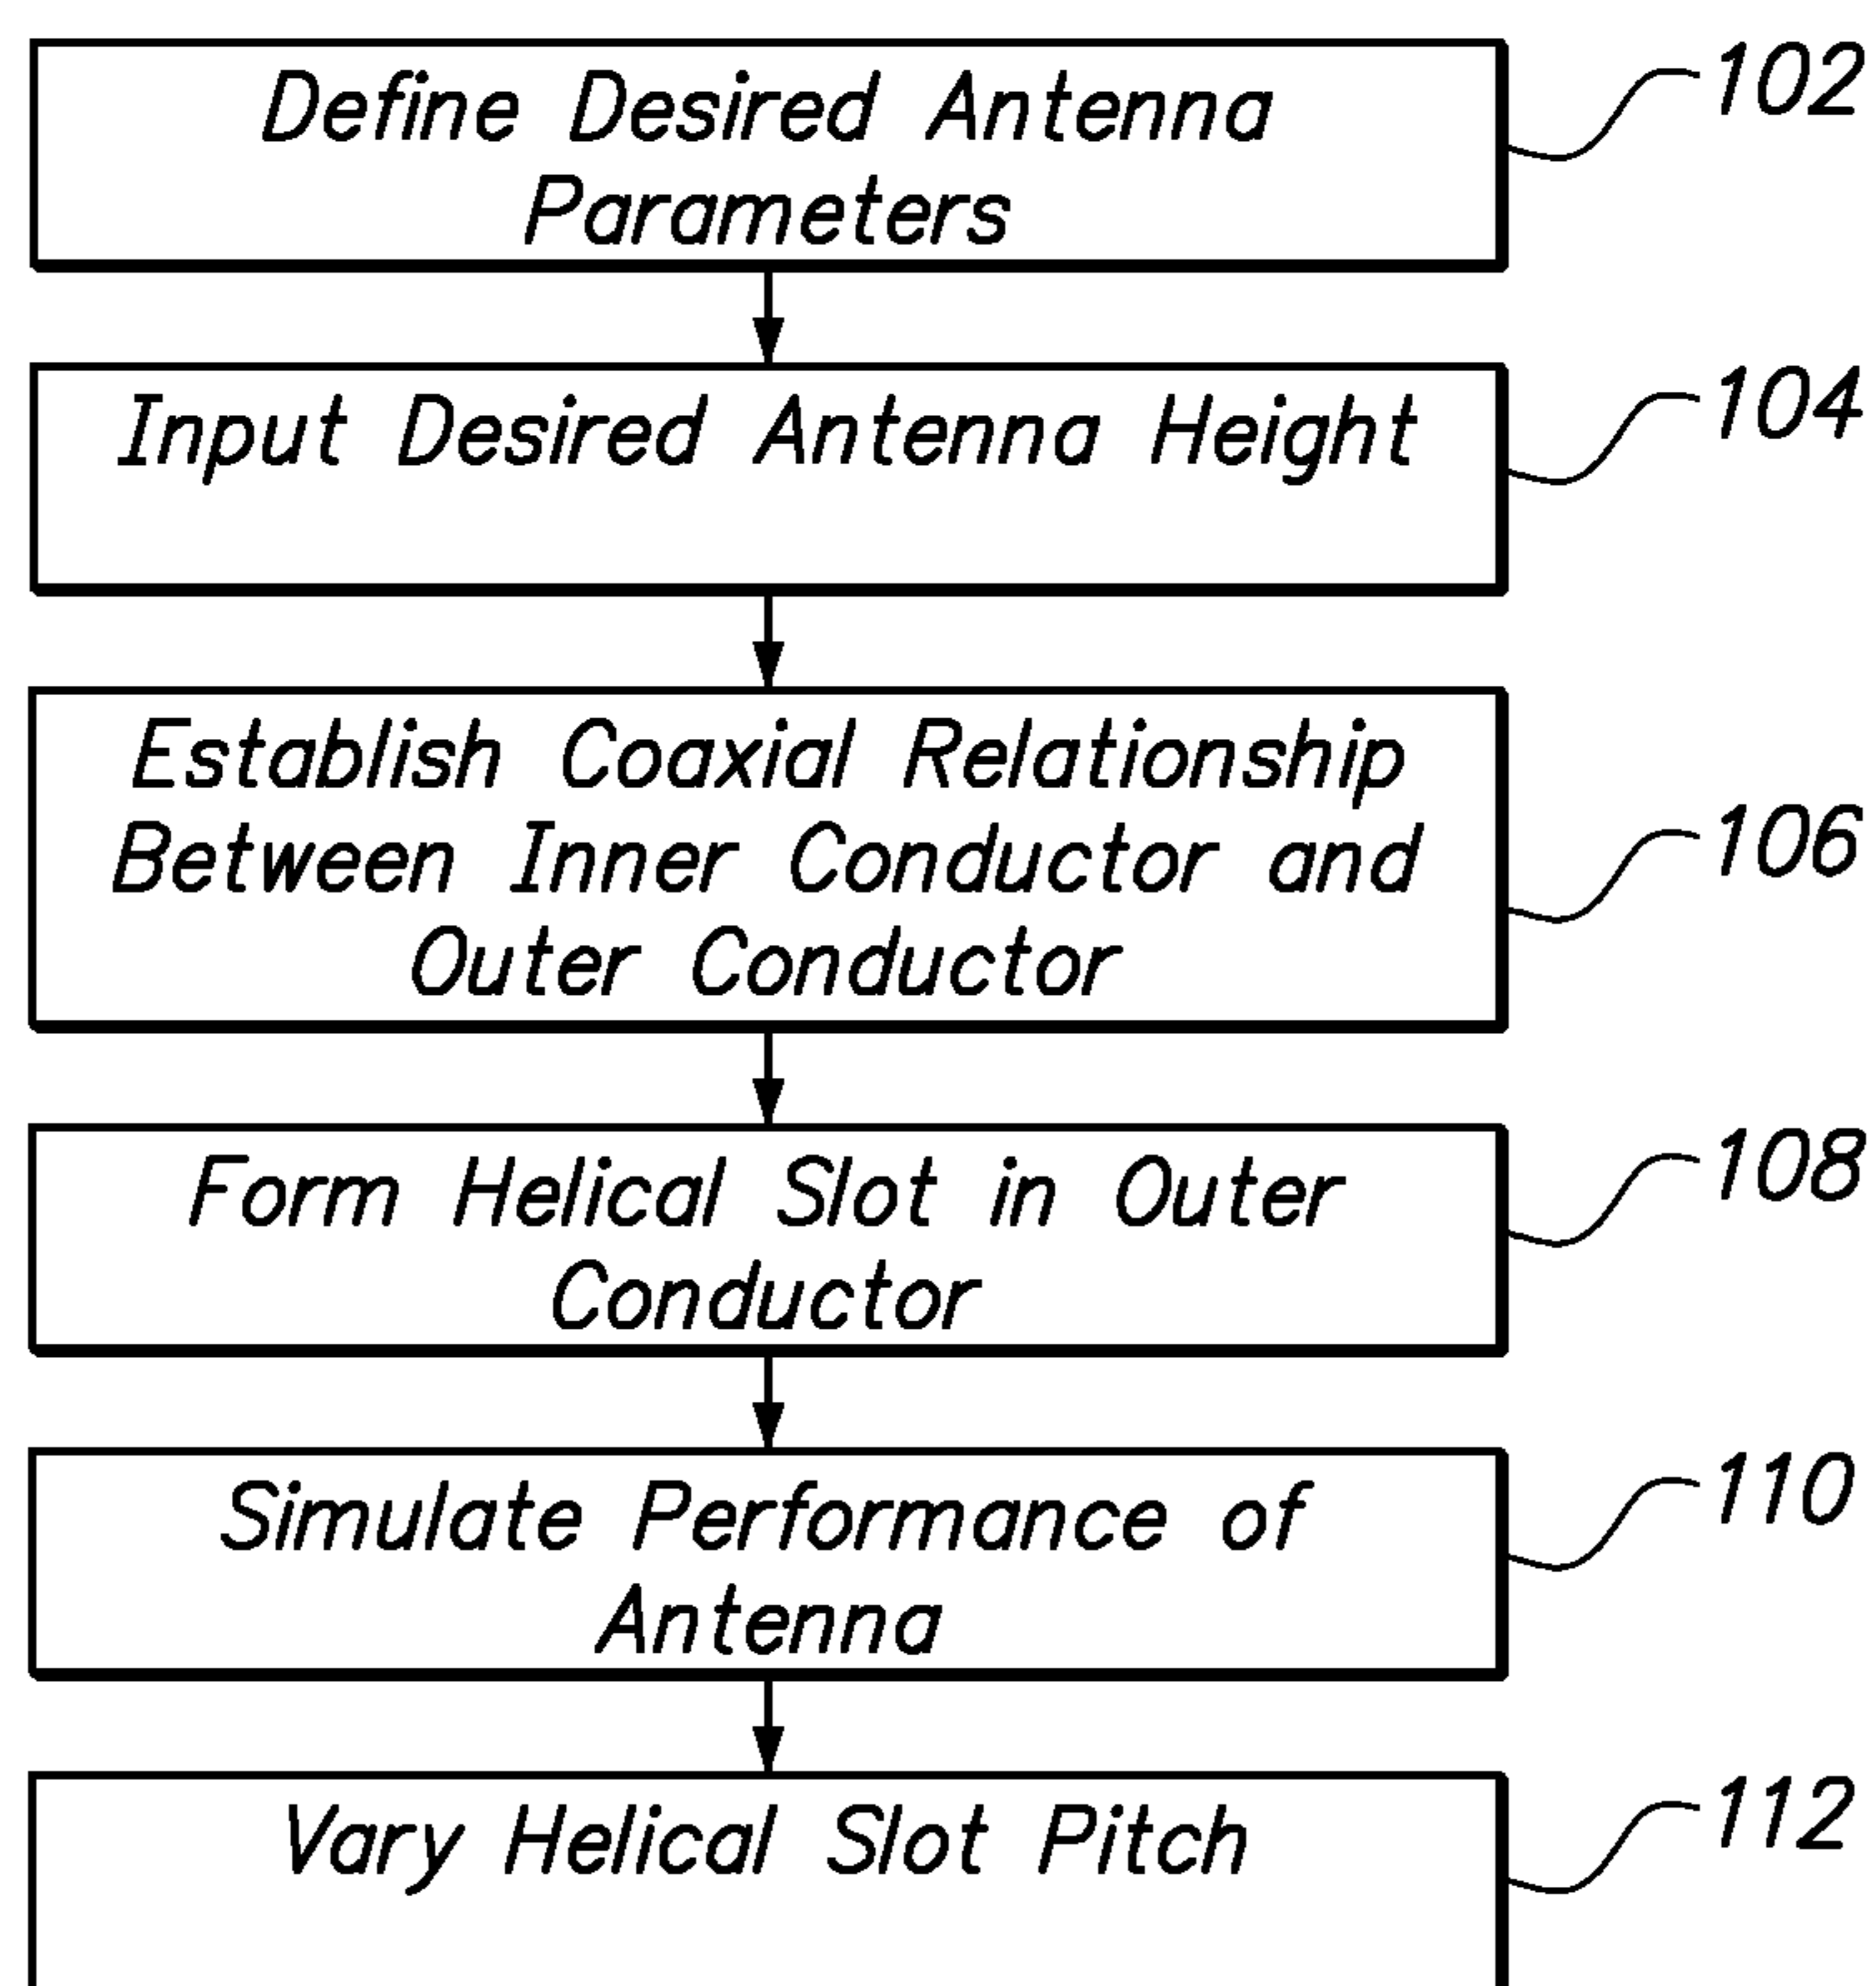 Define Desired Antenna
Parameters
102
Input Desired Antenna Height
104
Establish Coaxial Relationship
Between Inner Conductor and
Outer Conductor
106
Form Helical Slot in Outer
Conductor
108
Simulate Performance of
Antenna
110
Vary Helical Slot Pitch
112